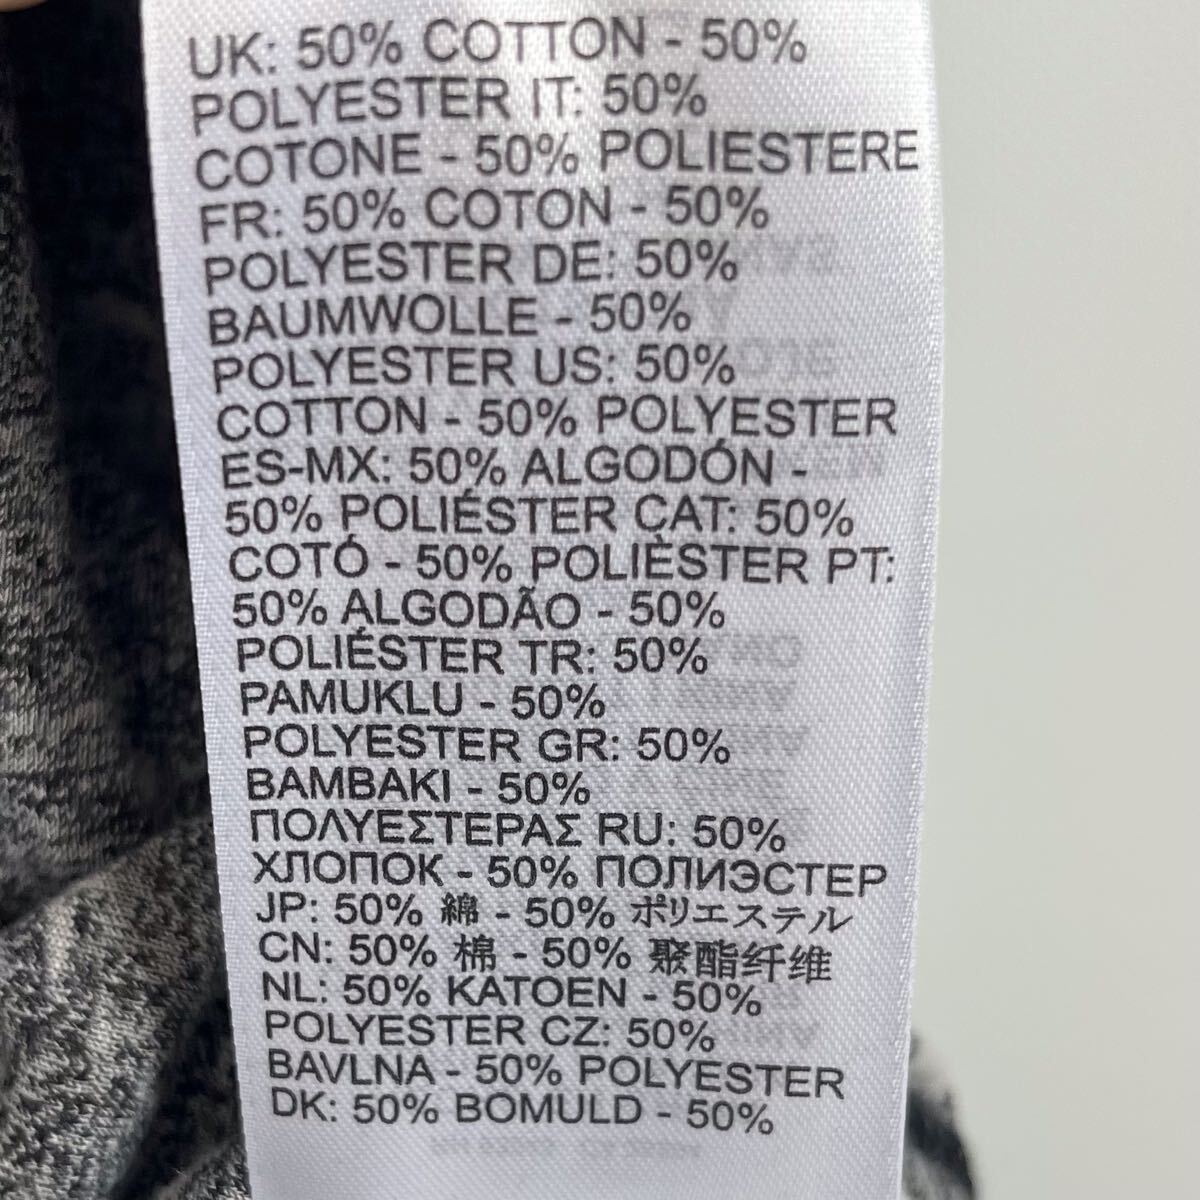 UK: 50% COTTON - 50%
POLYESTER IT: 50%
COTONE - 50% POLIESTERE
FR: 50% COTON - 50%
POLYESTER DE: 50%
BAUMWOLLE - 50%
POLYESTER US: 50%
COTTON - 50% POLYESTER
ES-MX: 50% ALGODÓN -
50% POLIÉSTER CAT: 50%
COTÓ - 50% POLIÈSTER PT:
50% ALGODÃO - 50%
POLIÉSTER TR: 50%
PAMUKLU - 50%
POLYESTER GR: 50%
BAMBAKI - 50%
ΠΟΛΥΕΣΤΕΡΑΣ RU: 50%
ХЛОПОК - 50% ПОЛИЭСТЕР
JP: 50% 綿 - 50% ポリエステル
CN: 50% 棉 - 50% 聚酯纤维
NL: 50% KATOEN - 50%
POLYESTER CZ: 50%
BAVLNA - 50% POLYESTER
DK: 50% BOMULD - 50%